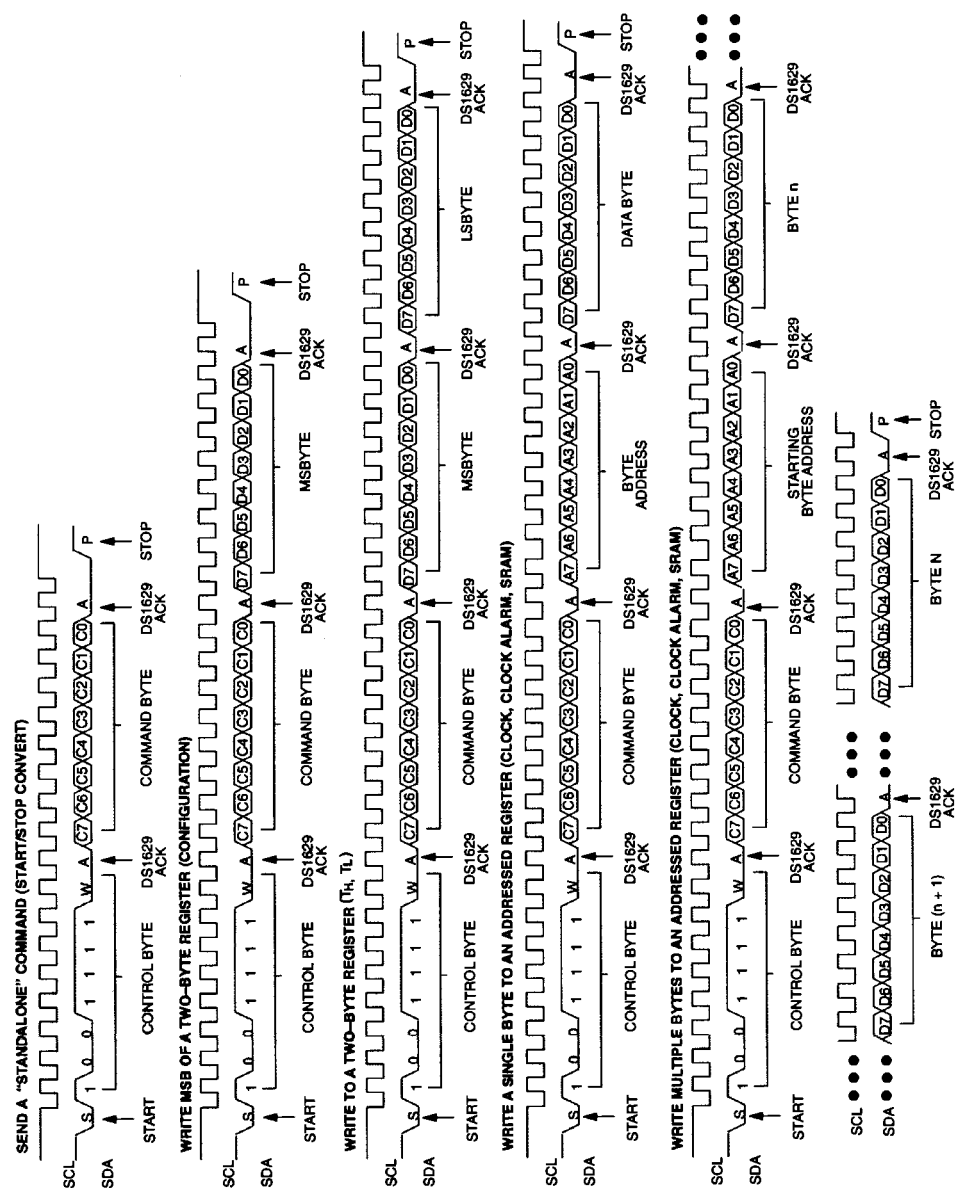 SEND A "STANDALONE" COMMAND (START/STOP CONVERT)
SCL
SDA
S 1 0 0 1 1 1 1 W A C7 C6 C5 C4 C3 C2 C1 C0 A P
START
CONTROL BYTE
DS1629 ACK
COMMAND BYTE
DS1629 ACK
STOP
WRITE MSB OF A TWO–BYTE REGISTER (CONFIGURATION)
SCL
SDA
S 1 0 0 1 1 1 1 W A C7 C6 C5 C4 C3 C2 C1 C0 A D7 D6 D5 D4 D3 D2 D1 D0 A P
START
CONTROL BYTE
DS1629 ACK
COMMAND BYTE
DS1629 ACK
MSBYTE
DS1629 ACK
STOP
WRITE TO A TWO–BYTE REGISTER (TH, TL)
SCL
SDA
S 1 0 0 1 1 1 1 W A C7 C6 C5 C4 C3 C2 C1 C0 A D7 D6 D5 D4 D3 D2 D1 D0 A D7 D6 D5 D4 D3 D2 D1 D0 A P
START
CONTROL BYTE
DS1629 ACK
COMMAND BYTE
DS1629 ACK
MSBYTE
DS1629 ACK
LSBYTE
DS1629 ACK
STOP
WRITE A SINGLE BYTE TO AN ADDRESSED REGISTER (CLOCK, CLOCK ALARM, SRAM)
SCL
SDA
S 1 0 0 1 1 1 1 W A C7 C6 C5 C4 C3 C2 C1 C0 A A7 A6 A5 A4 A3 A2 A1 A0 A D7 D6 D5 D4 D3 D2 D1 D0 A P
START
CONTROL BYTE
DS1629 ACK
COMMAND BYTE
DS1629 ACK
BYTE ADDRESS
DS1629 ACK
DATA BYTE
DS1629 ACK
STOP
WRITE MULTIPLE BYTES TO AN ADDRESSED REGISTER (CLOCK, CLOCK ALARM, SRAM)
SCL
SDA
S 1 0 0 1 1 1 1 W A C7 C6 C5 C4 C3 C2 C1 C0 A A7 A6 A5 A4 A3 A2 A1 A0 A D7 D6 D5 D4 D3 D2 D1 D0 A
START
CONTROL BYTE
DS1629 ACK
COMMAND BYTE
DS1629 ACK
STARTING BYTE ADDRESS
DS1629 ACK
BYTE n
DS1629 ACK
SCL
SDA
D7 D6 D5 D4 D3 D2 D1 D0 A
D7 D6 D5 D4 D3 D2 D1 D0 A P
BYTE (n + 1)
DS1629 ACK
BYTE N
DS1629 ACK
STOP